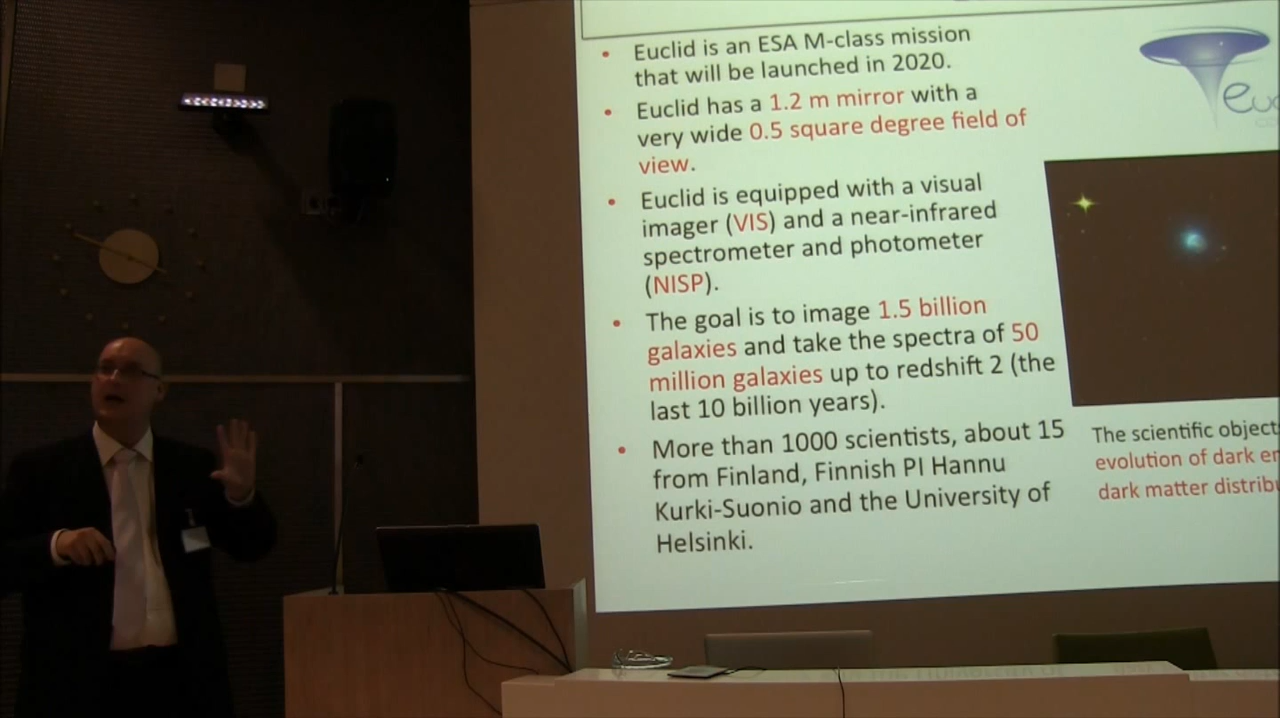 • Euclid is an ESA M-class mission
that will be launched in 2020.
• Euclid has a 1.2 m mirror with a
very wide 0.5 square degree field of
view.
• Euclid is equipped with a visual
imager (VIS) and a near-infrared
spectrometer and photometer
(NISP).
• The goal is to image 1.5 billion
galaxies and take the spectra of 50
million galaxies up to redshift 2 (the
last 10 billion years).
• More than 1000 scientists, about 15
from Finland, Finnish PI Hannu
Kurki-Suonio and the University of
Helsinki.
The scientific object
evolution of dark en
dark matter distribu